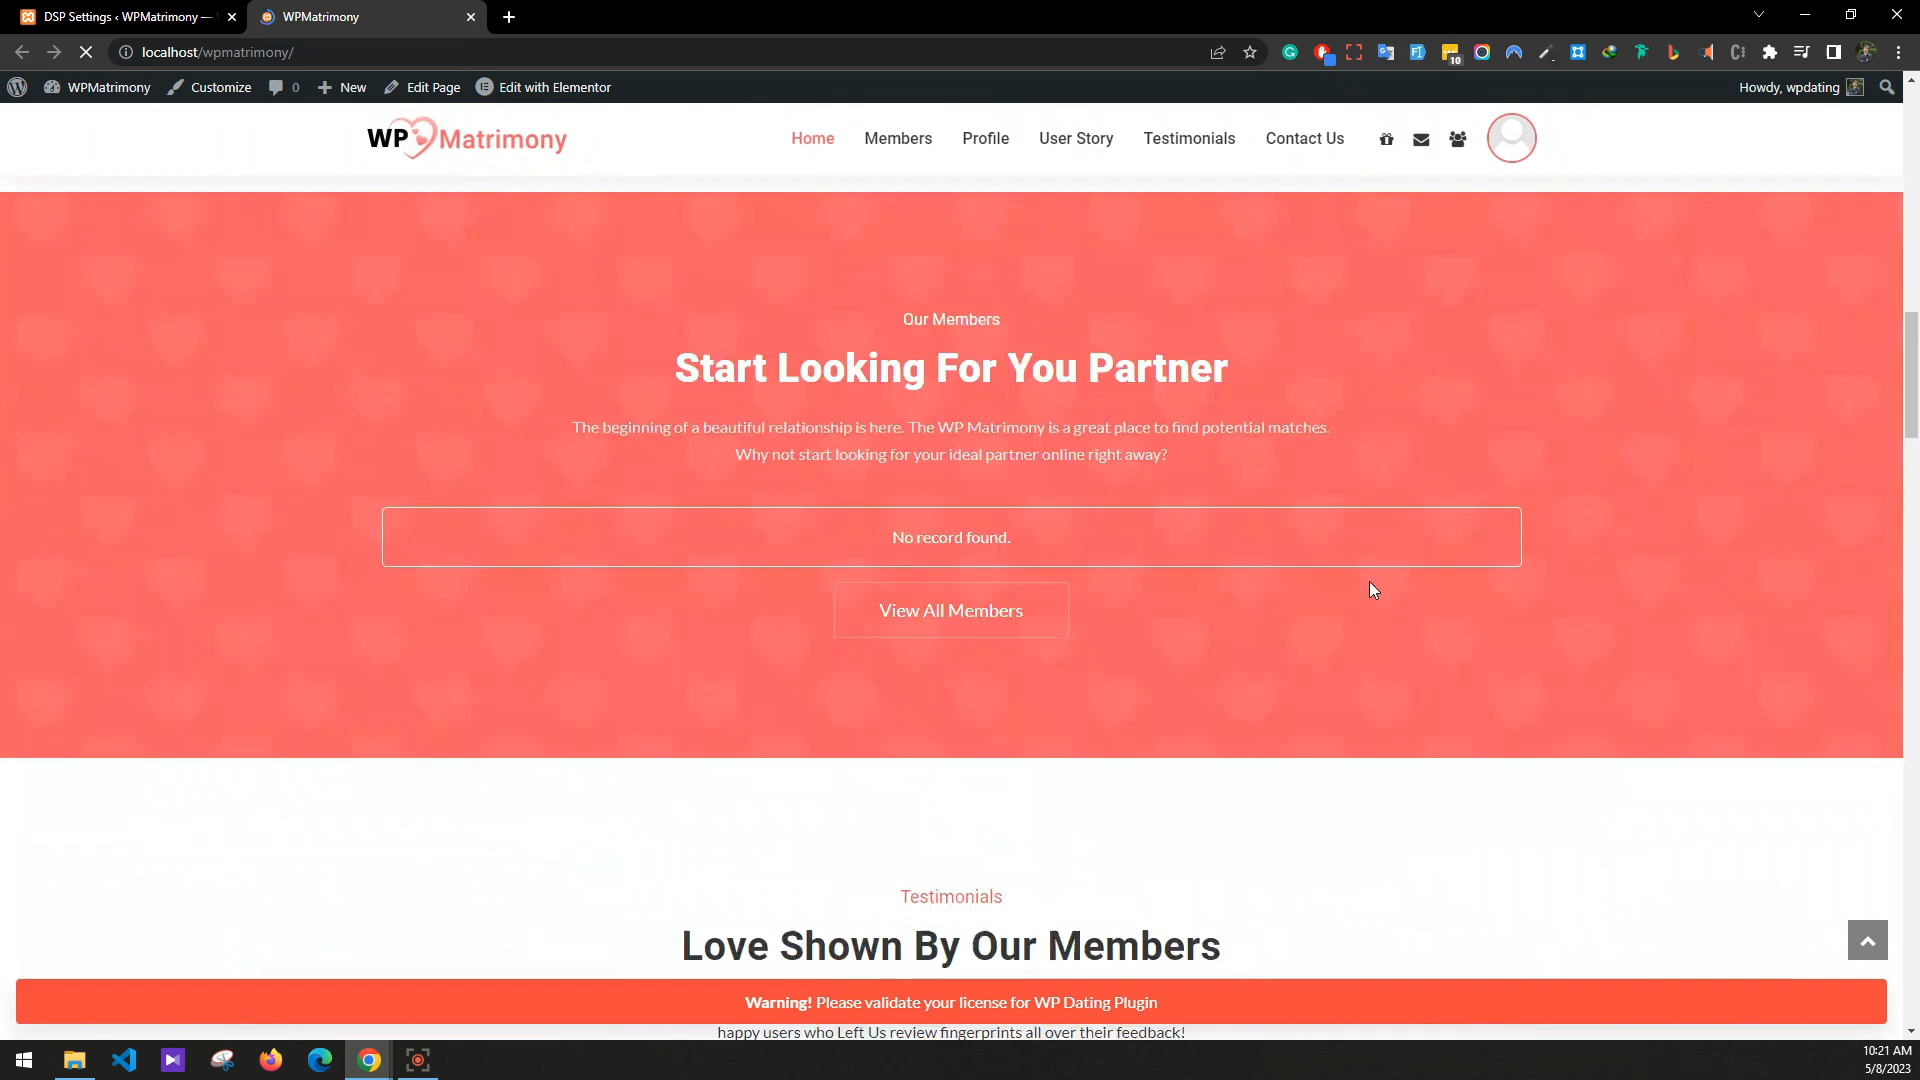 DSP Settings ‹ WPMatrimony —
WPMatrimony
localhost/wpmatrimony/
10
WPMatrimony
Customize
0
New
Edit Page
Edit with Elementor
Howdy, wpdating
WP Matrimony
Home
Members
Profile
User Story
Testimonials
Contact Us
Our Members
Start Looking For You Partner
The beginning of a beautiful relationship is here. The WP Matrimony is a great place to find potential matches.
Why not start looking for your ideal partner online right away?
No record found.
View All Members
Testimonials
Love Shown By Our Members
Warning! Please validate your license for WP Dating Plugin
happy users who Left Us review fingerprints all over their feedback!
10:21 AM
5/8/2023